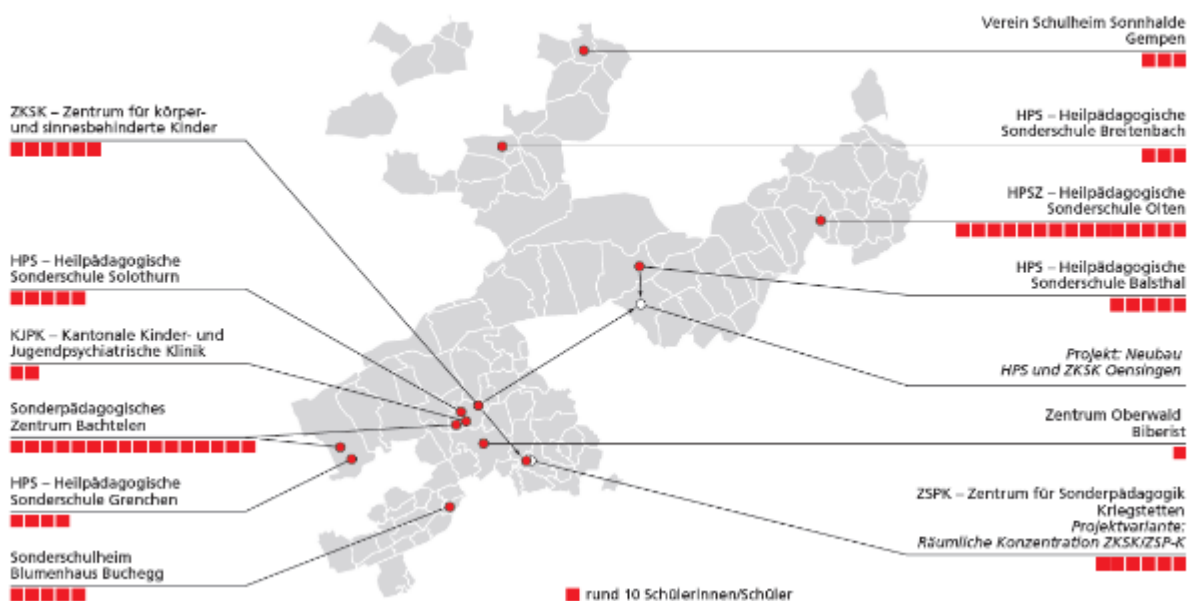 Verein Schulheim Sonnhalde
Gempen
ZKSK – Zentrum für körper-
und sinnesbehinderte Kinder
HPS – Heilpädagogische
Sonderschule Breitenbach
HPSZ – Heilpädagogische
Sonderschule Olten
HPS – Heilpädagogische
Sonderschule Solothurn
HPS – Heilpädagogische
Sonderschule Balsthal
KJPK – Kantonale Kinder- und
Jugendpsychiatrische Klinik
Projekt: Neubau
HPS und ZKSK Oensingen
Sonderpädagogisches
Zentrum Bachtelen
Zentrum Oberwald
Biberist
HPS – Heilpädagogische
Sonderschule Grenchen
ZSPK – Zentrum für Sonderpädagogik
Kriegstetten
Projektvariante:
Räumliche Konzentration ZKSK/ZSP-K
Sonderschulheim
Blumenhaus Buchegg
rund 10 Schülerinnen/Schüler